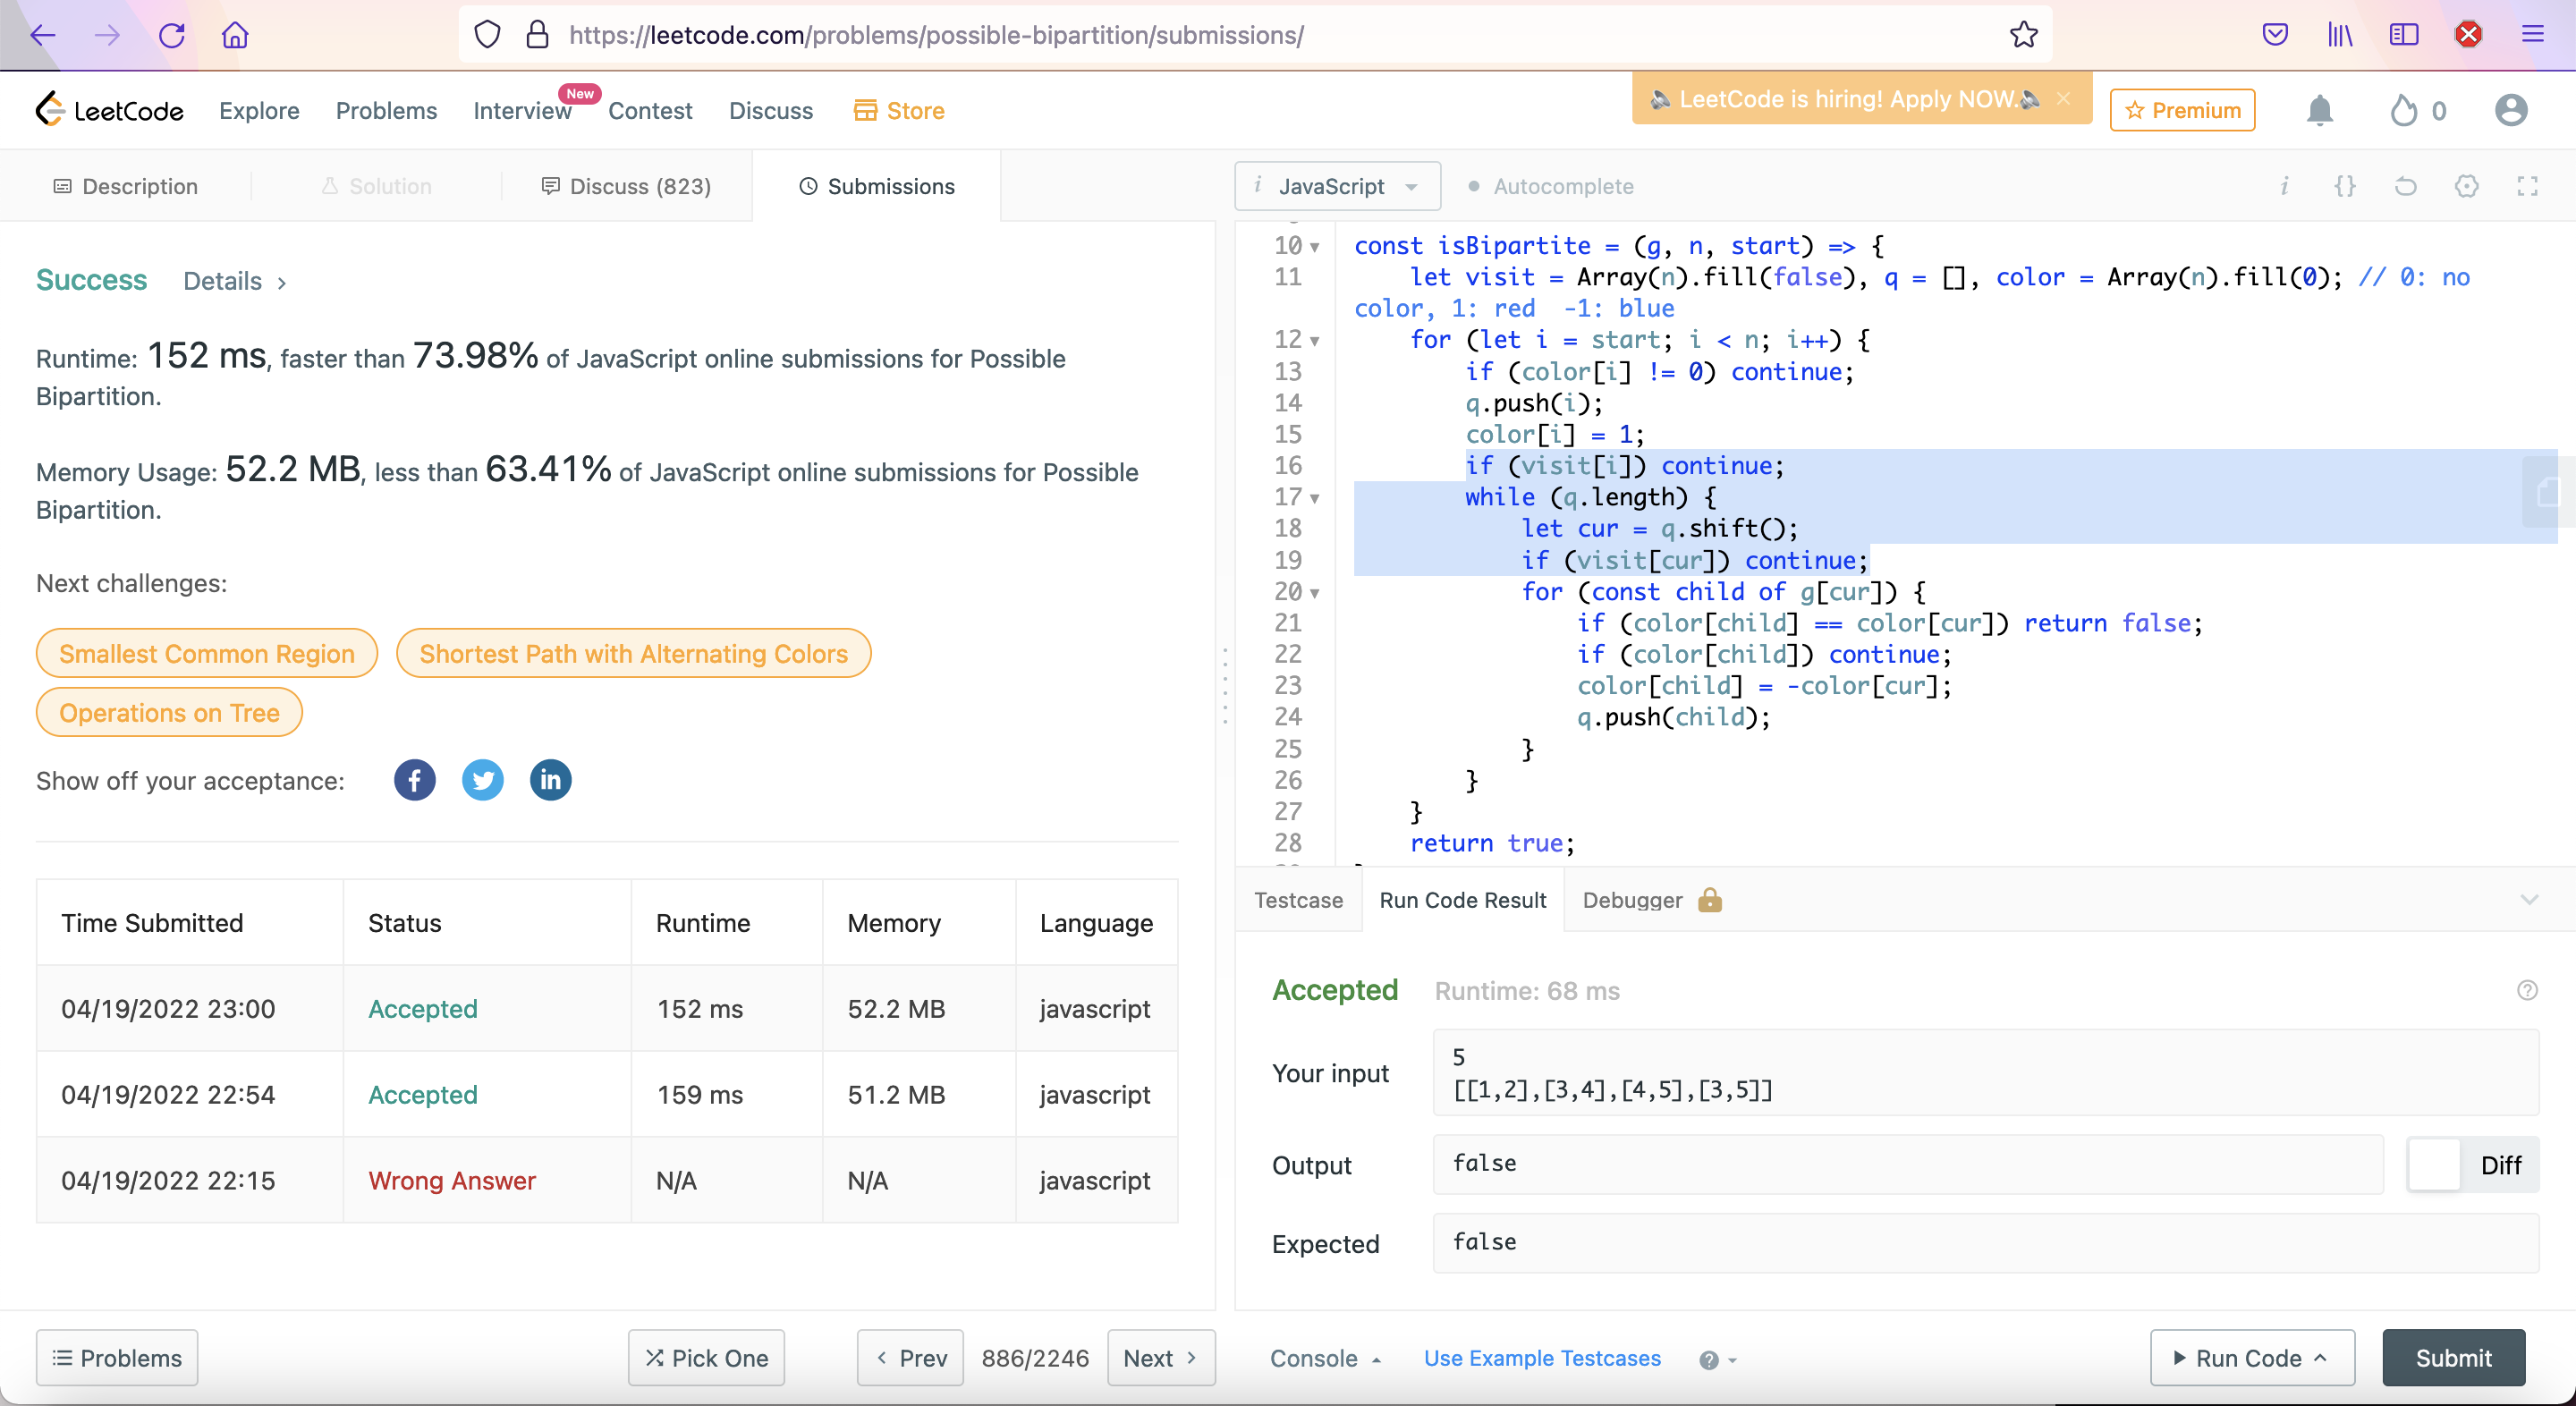 https://leetcode.com/problems/possible-bipartition/submissions/
LeetCode Explore Problems Interview New Contest Discuss Store LeetCode is hiring! Apply NOW. Premium 0
Description Solution Discuss (823) Submissions
Success Details >
Runtime: 152 ms, faster than 73.98% of JavaScript online submissions for Possible
Bipartition.
Memory Usage: 52.2 MB, less than 63.41% of JavaScript online submissions for Possible
Bipartition.
Next challenges:
Smallest Common Region Shortest Path with Alternating Colors
Operations on Tree
Show off your acceptance:
Time Submitted Status Runtime Memory Language
04/19/2022 23:00 Accepted 152 ms 52.2 MB javascript
04/19/2022 22:54 Accepted 159 ms 51.2 MB javascript
04/19/2022 22:15 Wrong Answer N/A N/A javascript
Problems Pick One < Prev 886/2246 Next >
i JavaScript Autocomplete i {}
10 const isBipartite = (g, n, start) => {
11 let visit = Array(n).fill(false), q = [], color = Array(n).fill(0); // 0: no
color, 1: red  -1: blue
12 for (let i = start; i < n; i++) {
13 if (color[i] != 0) continue;
14 q.push(i);
15 color[i] = 1;
16 if (visit[i]) continue;
17 while (q.length) {
18 let cur = q.shift();
19 if (visit[cur]) continue;
20 for (const child of g[cur]) {
21 if (color[child] == color[cur]) return false;
22 if (color[child]) continue;
23 color[child] = -color[cur];
24 q.push(child);
25 }
26 }
27 }
28 return true;
Testcase Run Code Result Debugger
Accepted Runtime: 68 ms
Your input
5
[[1,2],[3,4],[4,5],[3,5]]
Output false Diff
Expected false
Console Use Example Testcases Run Code Submit